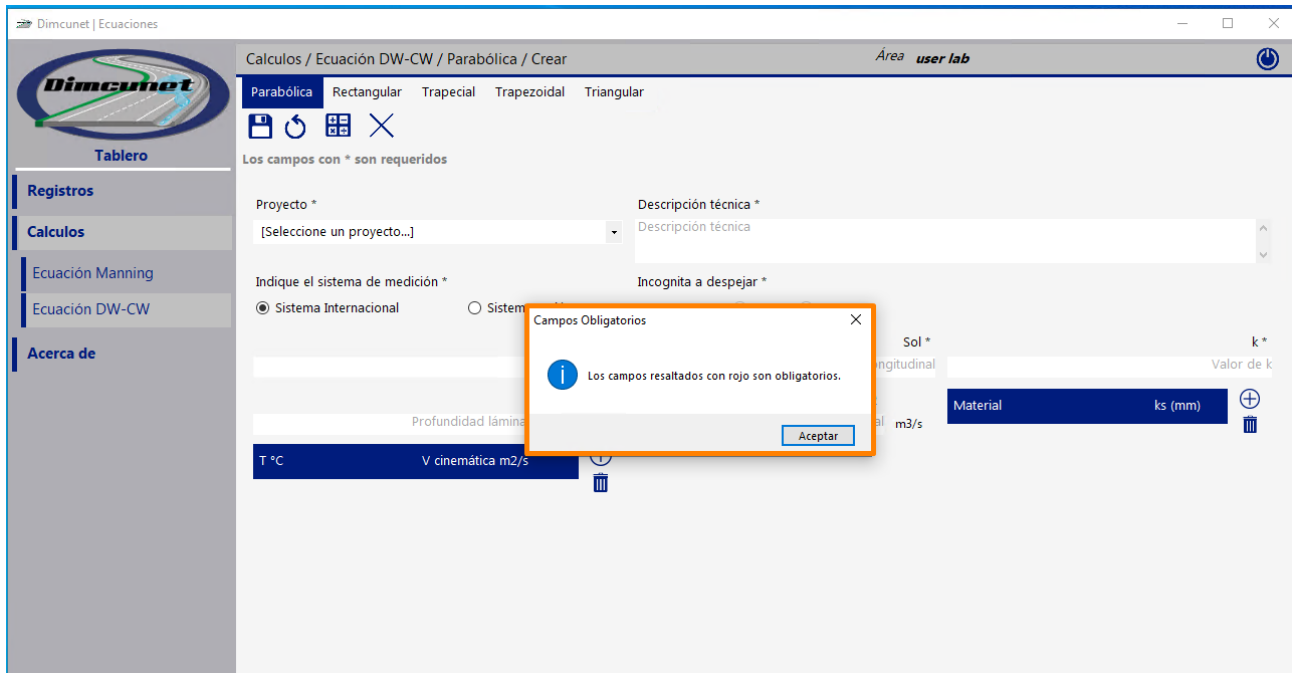 Dimcunet | Ecuaciones
Dimcunet
Calculos / Ecuación DW-CW / Parabólica / Crear
Área user lab
Parabólica Rectangular Trapecial Trapezoidal Triangular
Tablero
Los campos con * son requeridos
Registros
Calculos
Ecuación Manning
Ecuación DW-CW
Acerca de
Proyecto *
Descripción técnica *
[Seleccione un proyecto...]
Descripción técnica
Indique el sistema de medición *
Incognita a despejar *
Sistema Internacional
Campos Obligatorios
Los campos resaltados con rojo son obligatorios.
Aceptar
Sol *
k *
Valor de k
Profundidad
m3/s
Material ks (mm)
T °C V cinemática m2/s